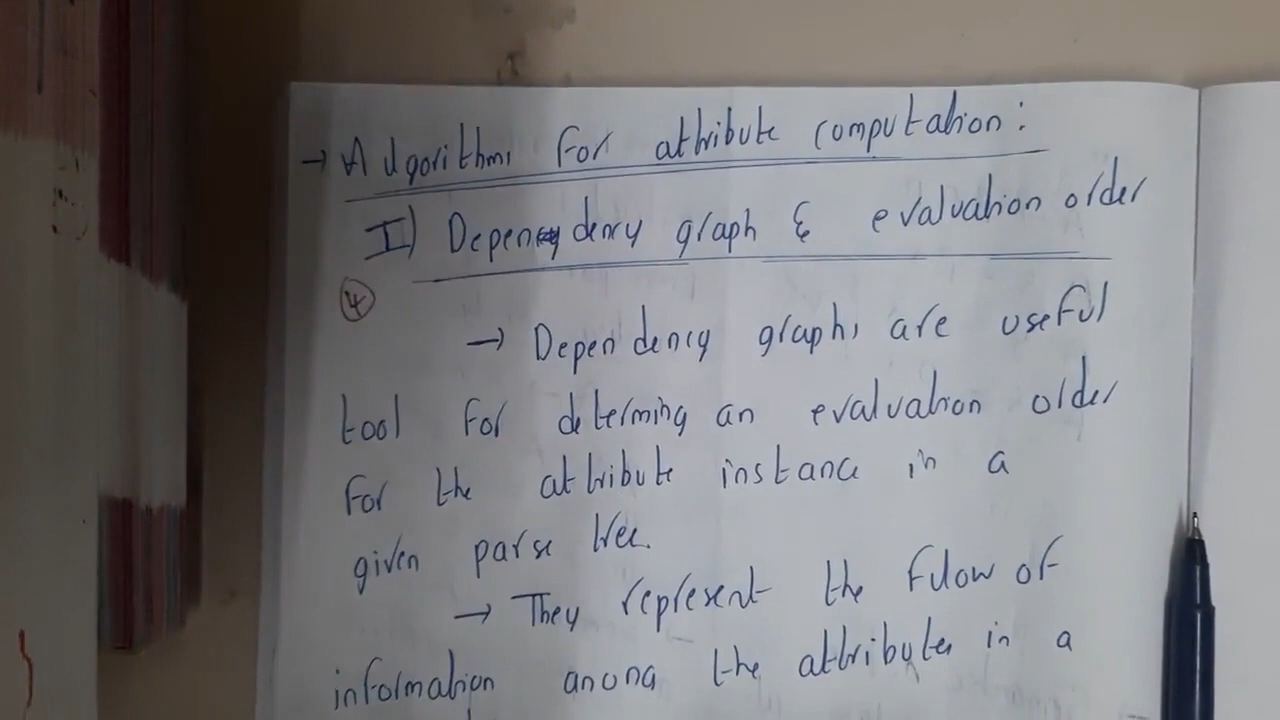 → Algorithms for attribute computation:
I) Dependency graph & evaluation order
④
→ Dependency graphs are useful
tool for determing an evaluation order
for the attribute instance in a
given parse tree.
→ They represent the flow of
information anong the attributes in a